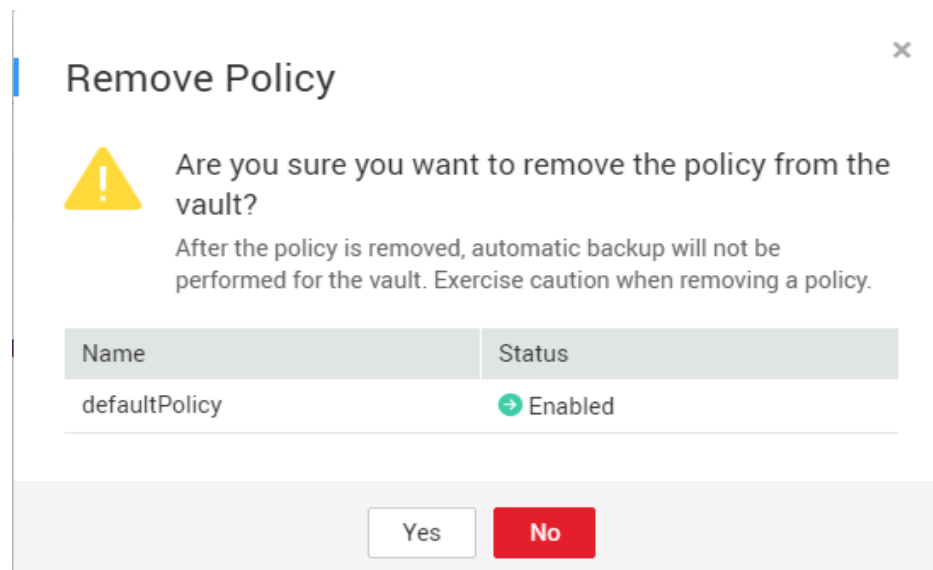 Remove Policy
Are you sure you want to remove the policy from the
vault?
After the policy is removed, automatic backup will not be
performed for the vault. Exercise caution when removing a policy.
Name Status
defaultPolicy Enabled
Yes No